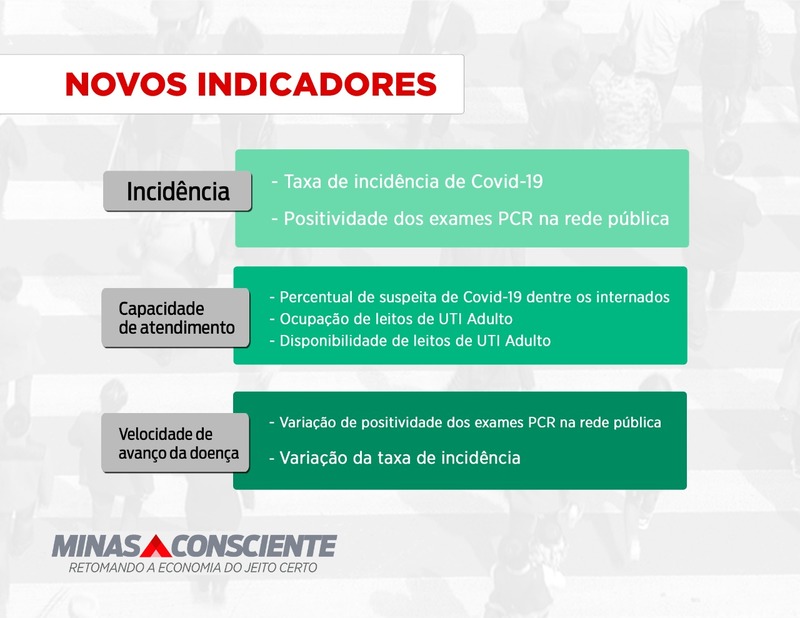 NOVOS INDICADORES
Incidência
- Taxa de incidência de Covid-19
- Positividade dos exames PCR na rede pública
Capacidade
de atendimento
- Percentual de suspeita de Covid-19 dentre os internados
- Ocupação de leitos de UTI Adulto
- Disponibilidade de leitos de UTI Adulto
Velocidade de
avanço da doença
- Variação de positividade dos exames PCR na rede pública
- Variação da taxa de incidência
MINAS CONSCIENTE
RETOMANDO A ECONOMIA DO JEITO CERTO